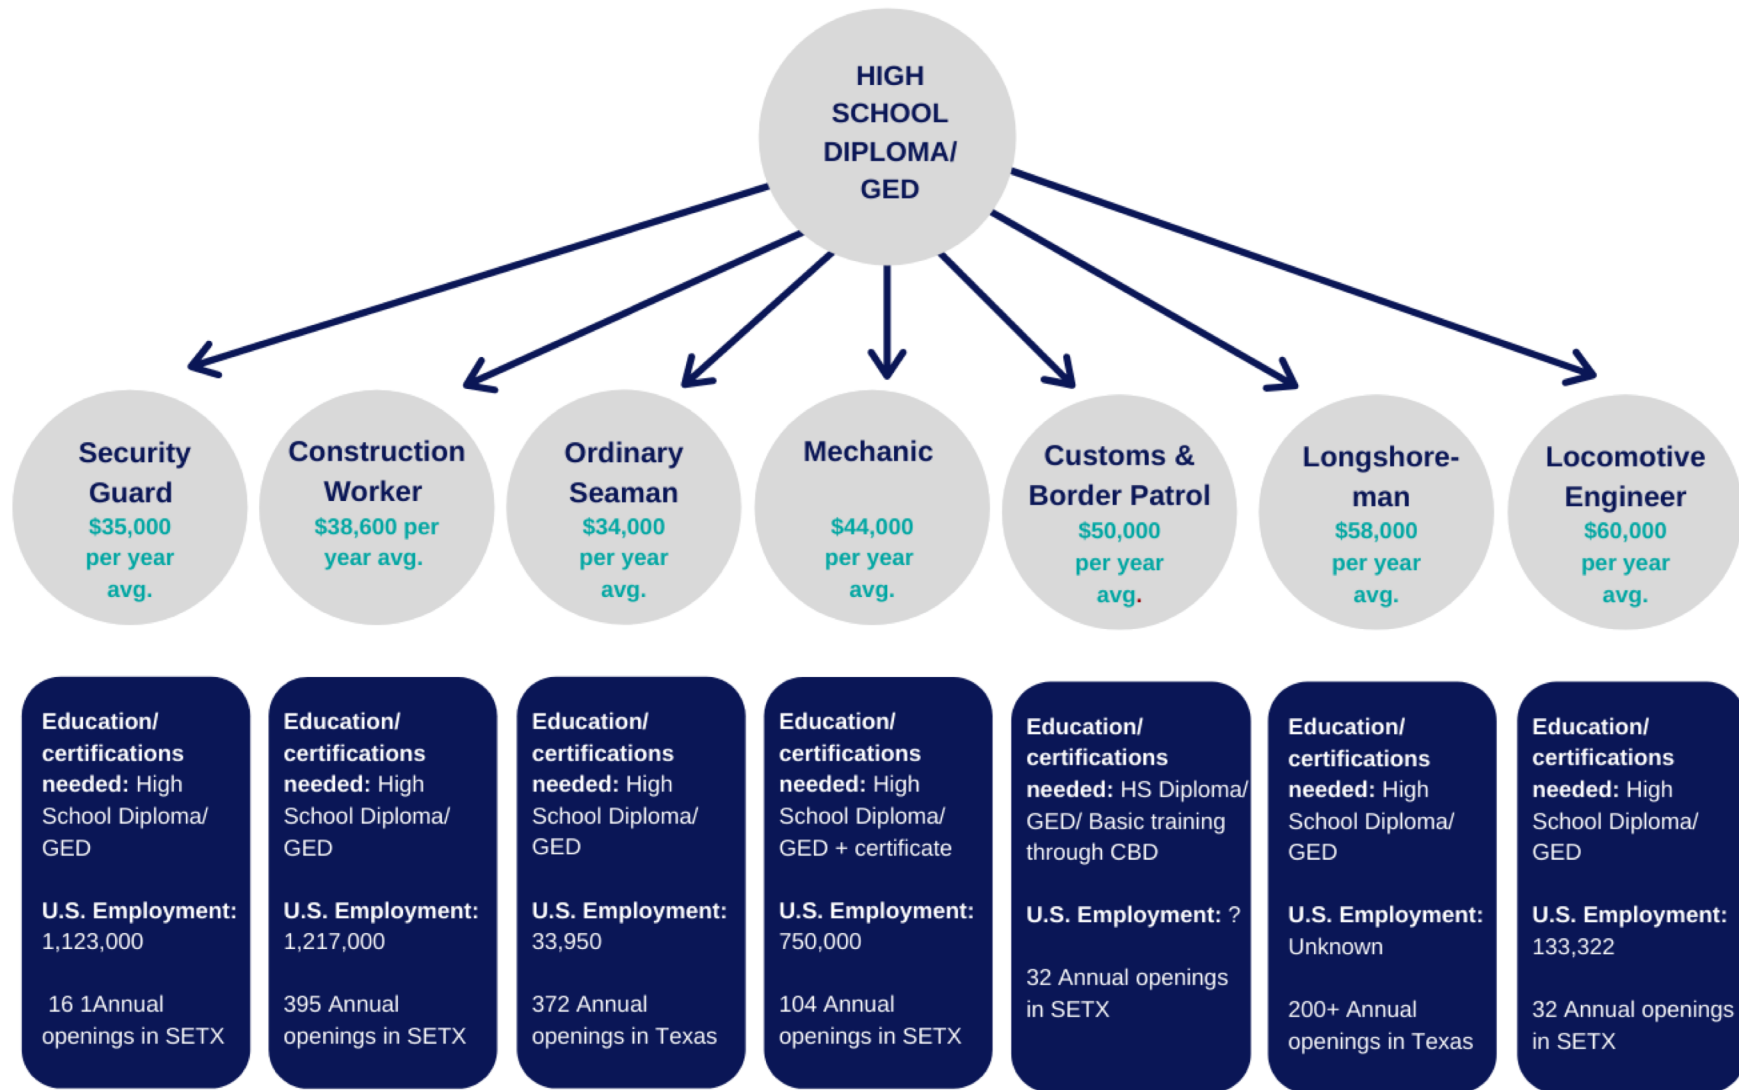 HIGH
SCHOOL
DIPLOMA/
GED
Security
Guard
$35,000
per year
avg.
Construction
Worker
$38,600 per
year avg.
Ordinary
Seaman
$34,000
per year
avg.
Mechanic
$44,000
per year
avg.
Customs &
Border Patrol
$50,000
per year
avg.
Longshore-
man
$58,000
per year
avg.
Locomotive
Engineer
$60,000
per year
avg.
Education/
certifications
needed: High
School Diploma/
GED
U.S. Employment:
1,123,000
16 1Annual
openings in SETX
Education/
certifications
needed: High
School Diploma/
GED
U.S. Employment:
1,217,000
395 Annual
openings in SETX
Education/
certifications
needed: High
School Diploma/
GED
U.S. Employment:
33,950
372 Annual
openings in Texas
Education/
certifications
needed: High
School Diploma/
GED + certificate
U.S. Employment:
750,000
104 Annual
openings in SETX
Education/
certifications
needed: HS Diploma/
GED/ Basic training
through CBD
U.S. Employment: ?
32 Annual openings
in SETX
Education/
certifications
needed: High
School Diploma/
GED
U.S. Employment:
Unknown
200+ Annual
openings in Texas
Education/
certifications
needed: High
School Diploma/
GED
U.S. Employment:
133,322
32 Annual openings
in SETX